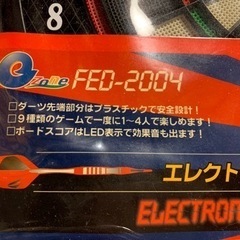 8
eZone FED-2004
□ダーツ先端部分はプラスチックで安全設計!
□9種類のゲームで一度に1~4人で楽しめます!
□ボードスコアはLED表示で効果音も出ます!
エレクト
ELECTRON